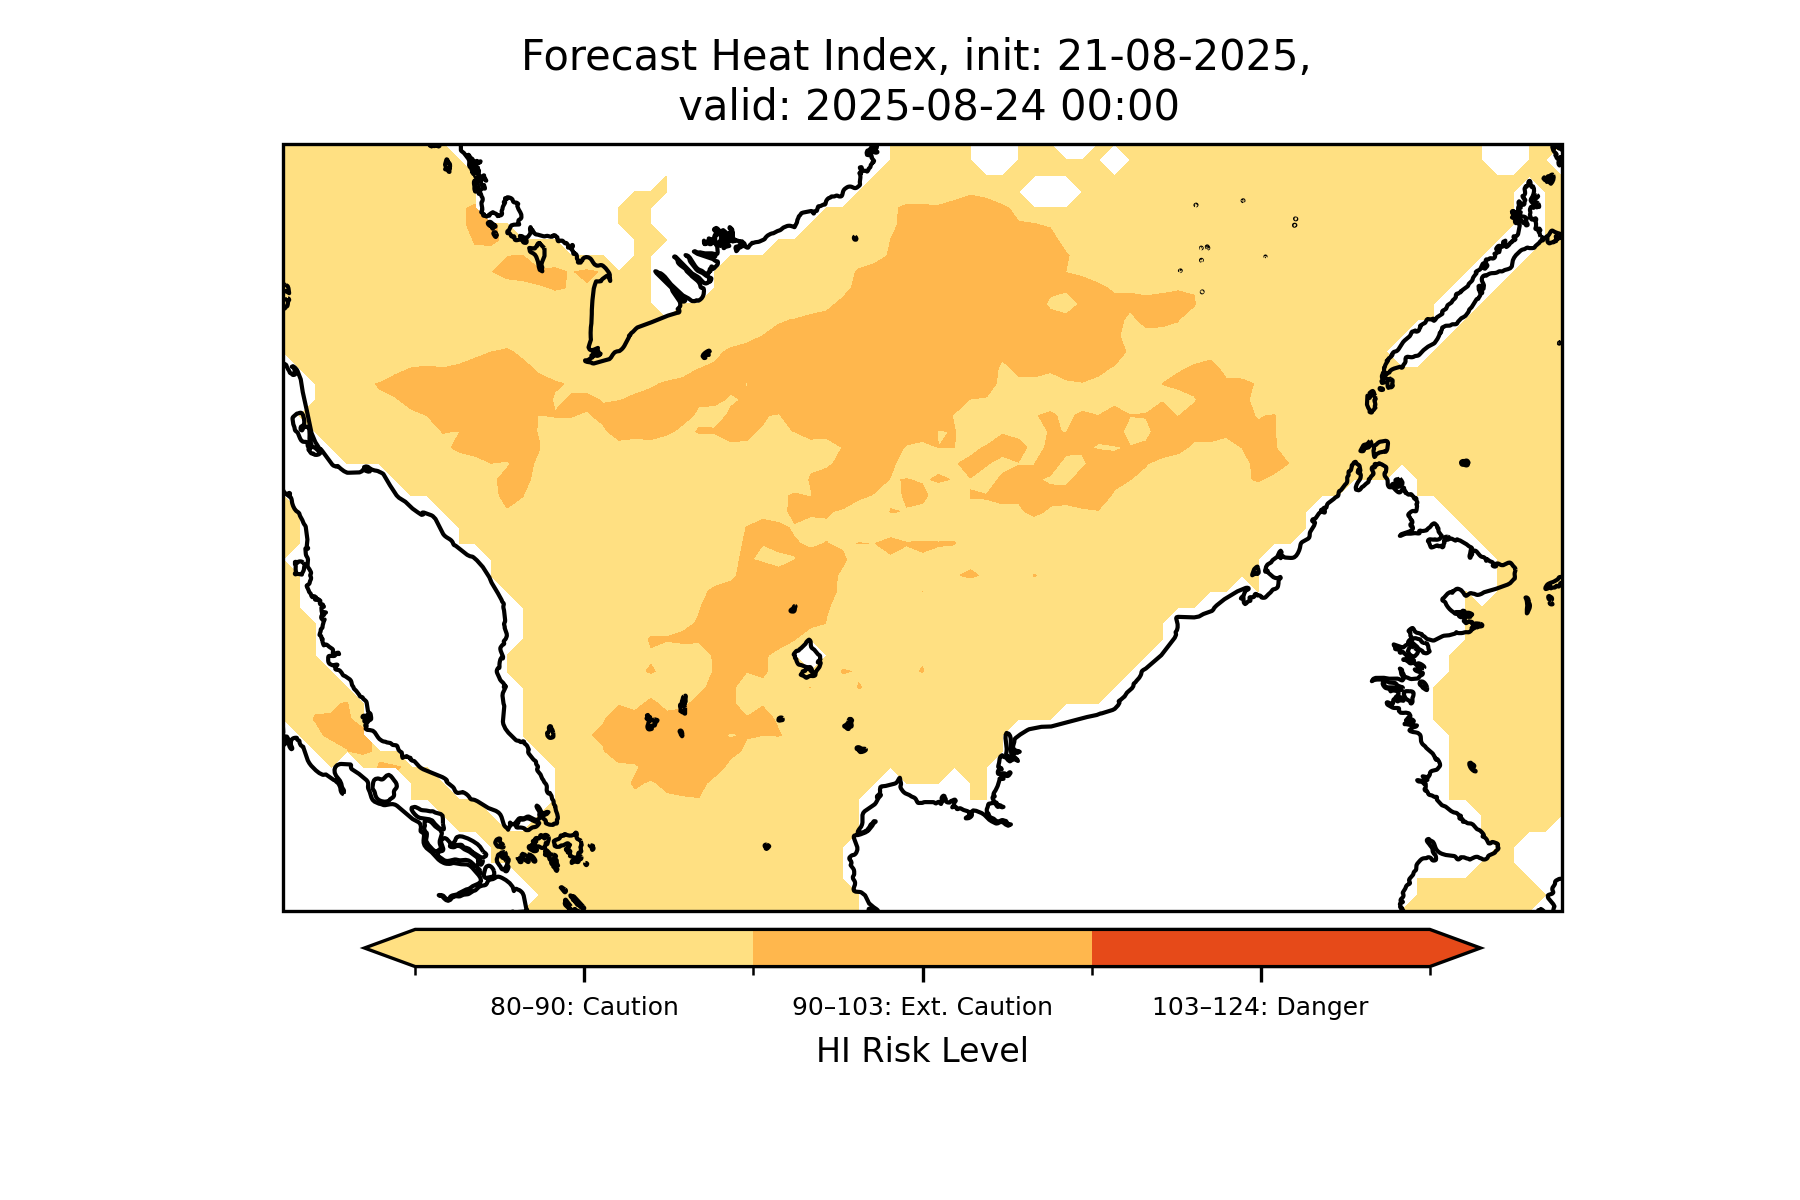 Forecast Heat Index, init: 21-08-2025,
valid: 2025-08-24 00:00
80–90: Caution
90–103: Ext. Caution
103–124: Danger
HI Risk Level